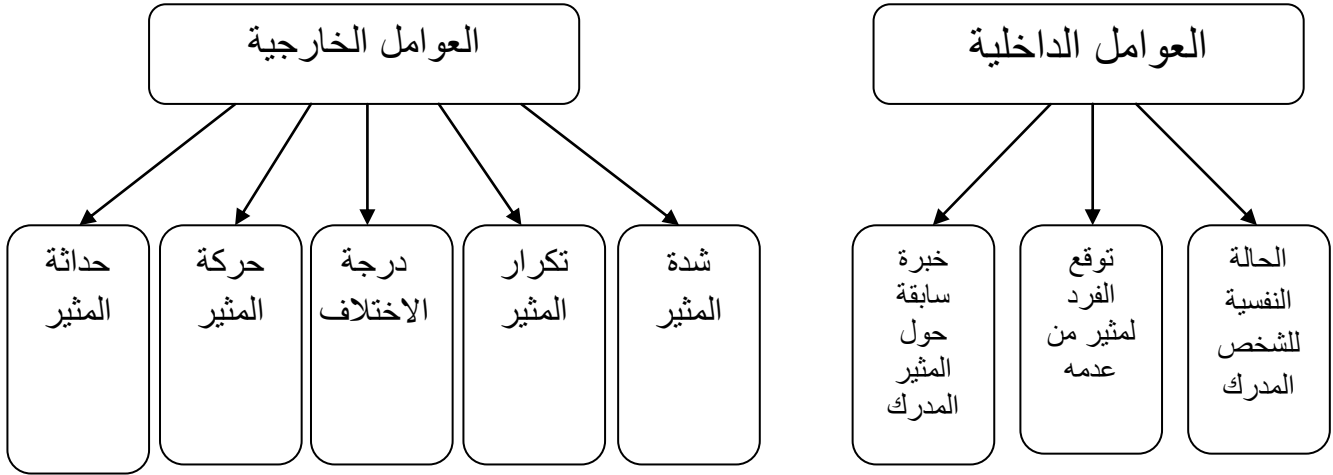 العوامل الداخلية
الحالة
النفسية
للشخص
المدرك
توقع
الفرد
لمثير من
عدمه
خبرة
سابقة
حول
المثير
المدرك
العوامل الخارجية
شدة
المثير
تكرار
المثير
درجة
الاختلاف
حركة
المثير
حداثة
المثير